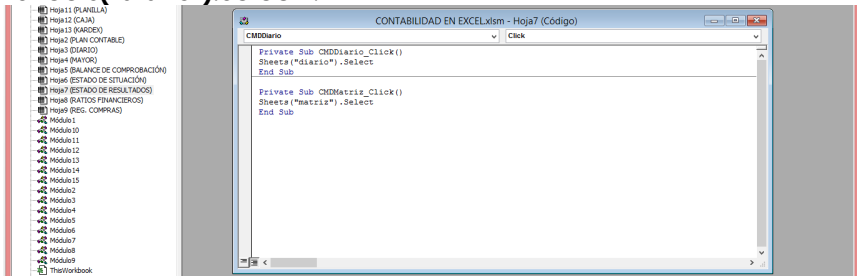 Hoja11 (PLANILLA)
Hoja12 (CAJA)
Hoja13 (KARDEX)
Hoja2 (PLAN CONTABLE)
Hoja3 (DIARIO)
Hoja4 (MAYOR)
Hoja5 (BALANCE DE COMPROBACIÓN)
Hoja6 (ESTADO DE SITUACIÓN)
Hoja7 (ESTADO DE RESULTADOS)
Hoja8 (RATIOS FINANCIEROS)
Hoja9 (REG. COMPRAS)
Módulo1
Módulo10
Módulo11
Módulo12
Módulo13
Módulo14
Módulo15
Módulo2
Módulo3
Módulo4
Módulo5
Módulo6
Módulo7
Módulo8
Módulo9
ThisWorkbook
CONTABILIDAD EN EXCEL.xlsm - Hoja7 (Código)
CMDDiario Click
Private Sub CMDDiario_Click()
Sheets("diario").Select
End Sub
Private Sub CMDMatriz_Click()
Sheets("matriz").Select
End Sub